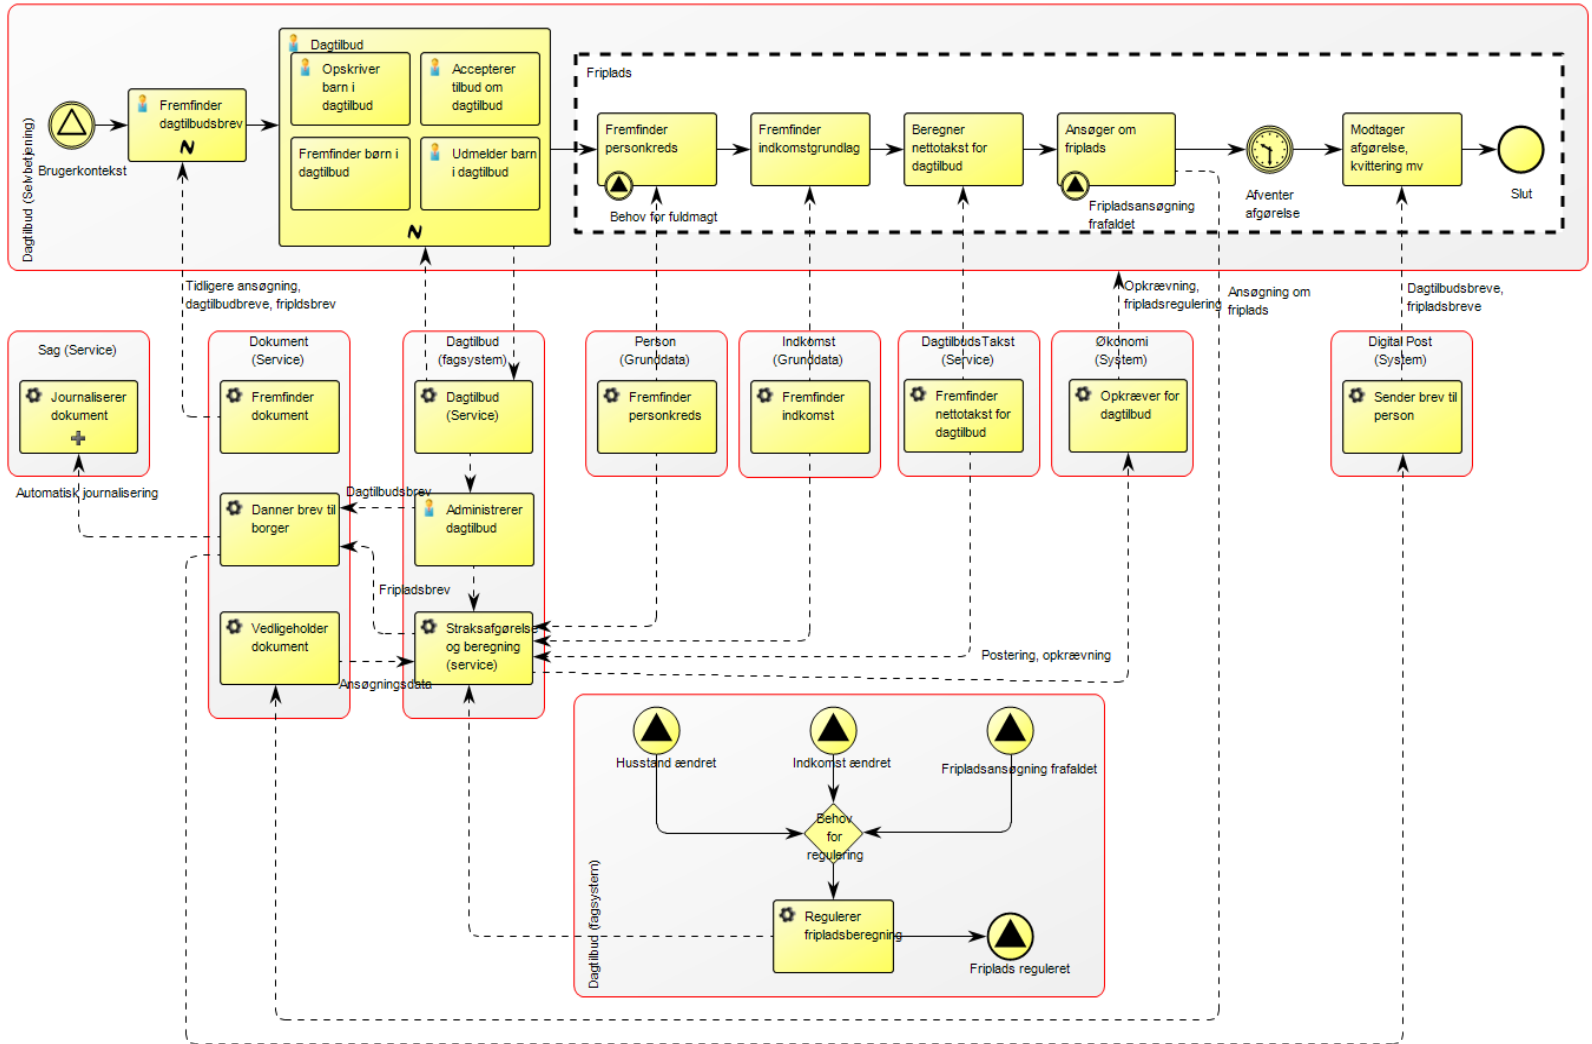 Dagtilbud (Selvbetjening)
Brugerkontekst
Fremfinder
dagtilbudsbrev
Dagtilbud
Opskriver
barn i
dagtilbud
Accepterer
tilbud om
dagtilbud
Fremfinder børn i
dagtilbud
Udmelder barn
i dagtilbud
Friplads
Fremfinder
personkreds
Behov for fuldmagt
Fremfinder
indkomstgrundlag
Beregner
nettotakst for
dagtilbud
Ansøger om
friplads
Fripladsansøgning
frafaldet
Afventer
afgørelse
Modtager
afgørelse,
kvittering mv
Slut
Tidligere ansøgning,
dagtilbudbreve, fripldsbrev
Opkrævning,
fripladsregulering
Ansøgning om
friplads
Dagtilbudsbreve,
fripladsbreve
Sag (Service)
Journaliserer
dokument
Automatisk journalisering
Dokument
(Service)
Fremfinder
dokument
Danner brev til
borger
Vedligeholder
dokument
Dagtilbudsbrev
Fripladsbrev
Ansøgningsdata
Dagtilbud
(fagsystem)
Dagtilbud
(Service)
Administrerer
dagtilbud
Straksafgørelse
og beregning
(service)
Person
(Grunddata)
Fremfinder
personkreds
Indkomst
(Grunddata)
Fremfinder
indkomst
DagtilbudsTakst
(Service)
Fremfinder
nettotakst for
dagtilbud
Økonomi
(System)
Opkræver for
dagtilbud
Digital Post
(System)
Sender brev til
person
Postering, opkrævning
Dagtilbud (fagsystem)
Husstand ændret
Indkomst ændret
Fripladsansøgning frafaldet
Behov
for
regulering
Regulerer
fripladsberegning
Friplads reguleret